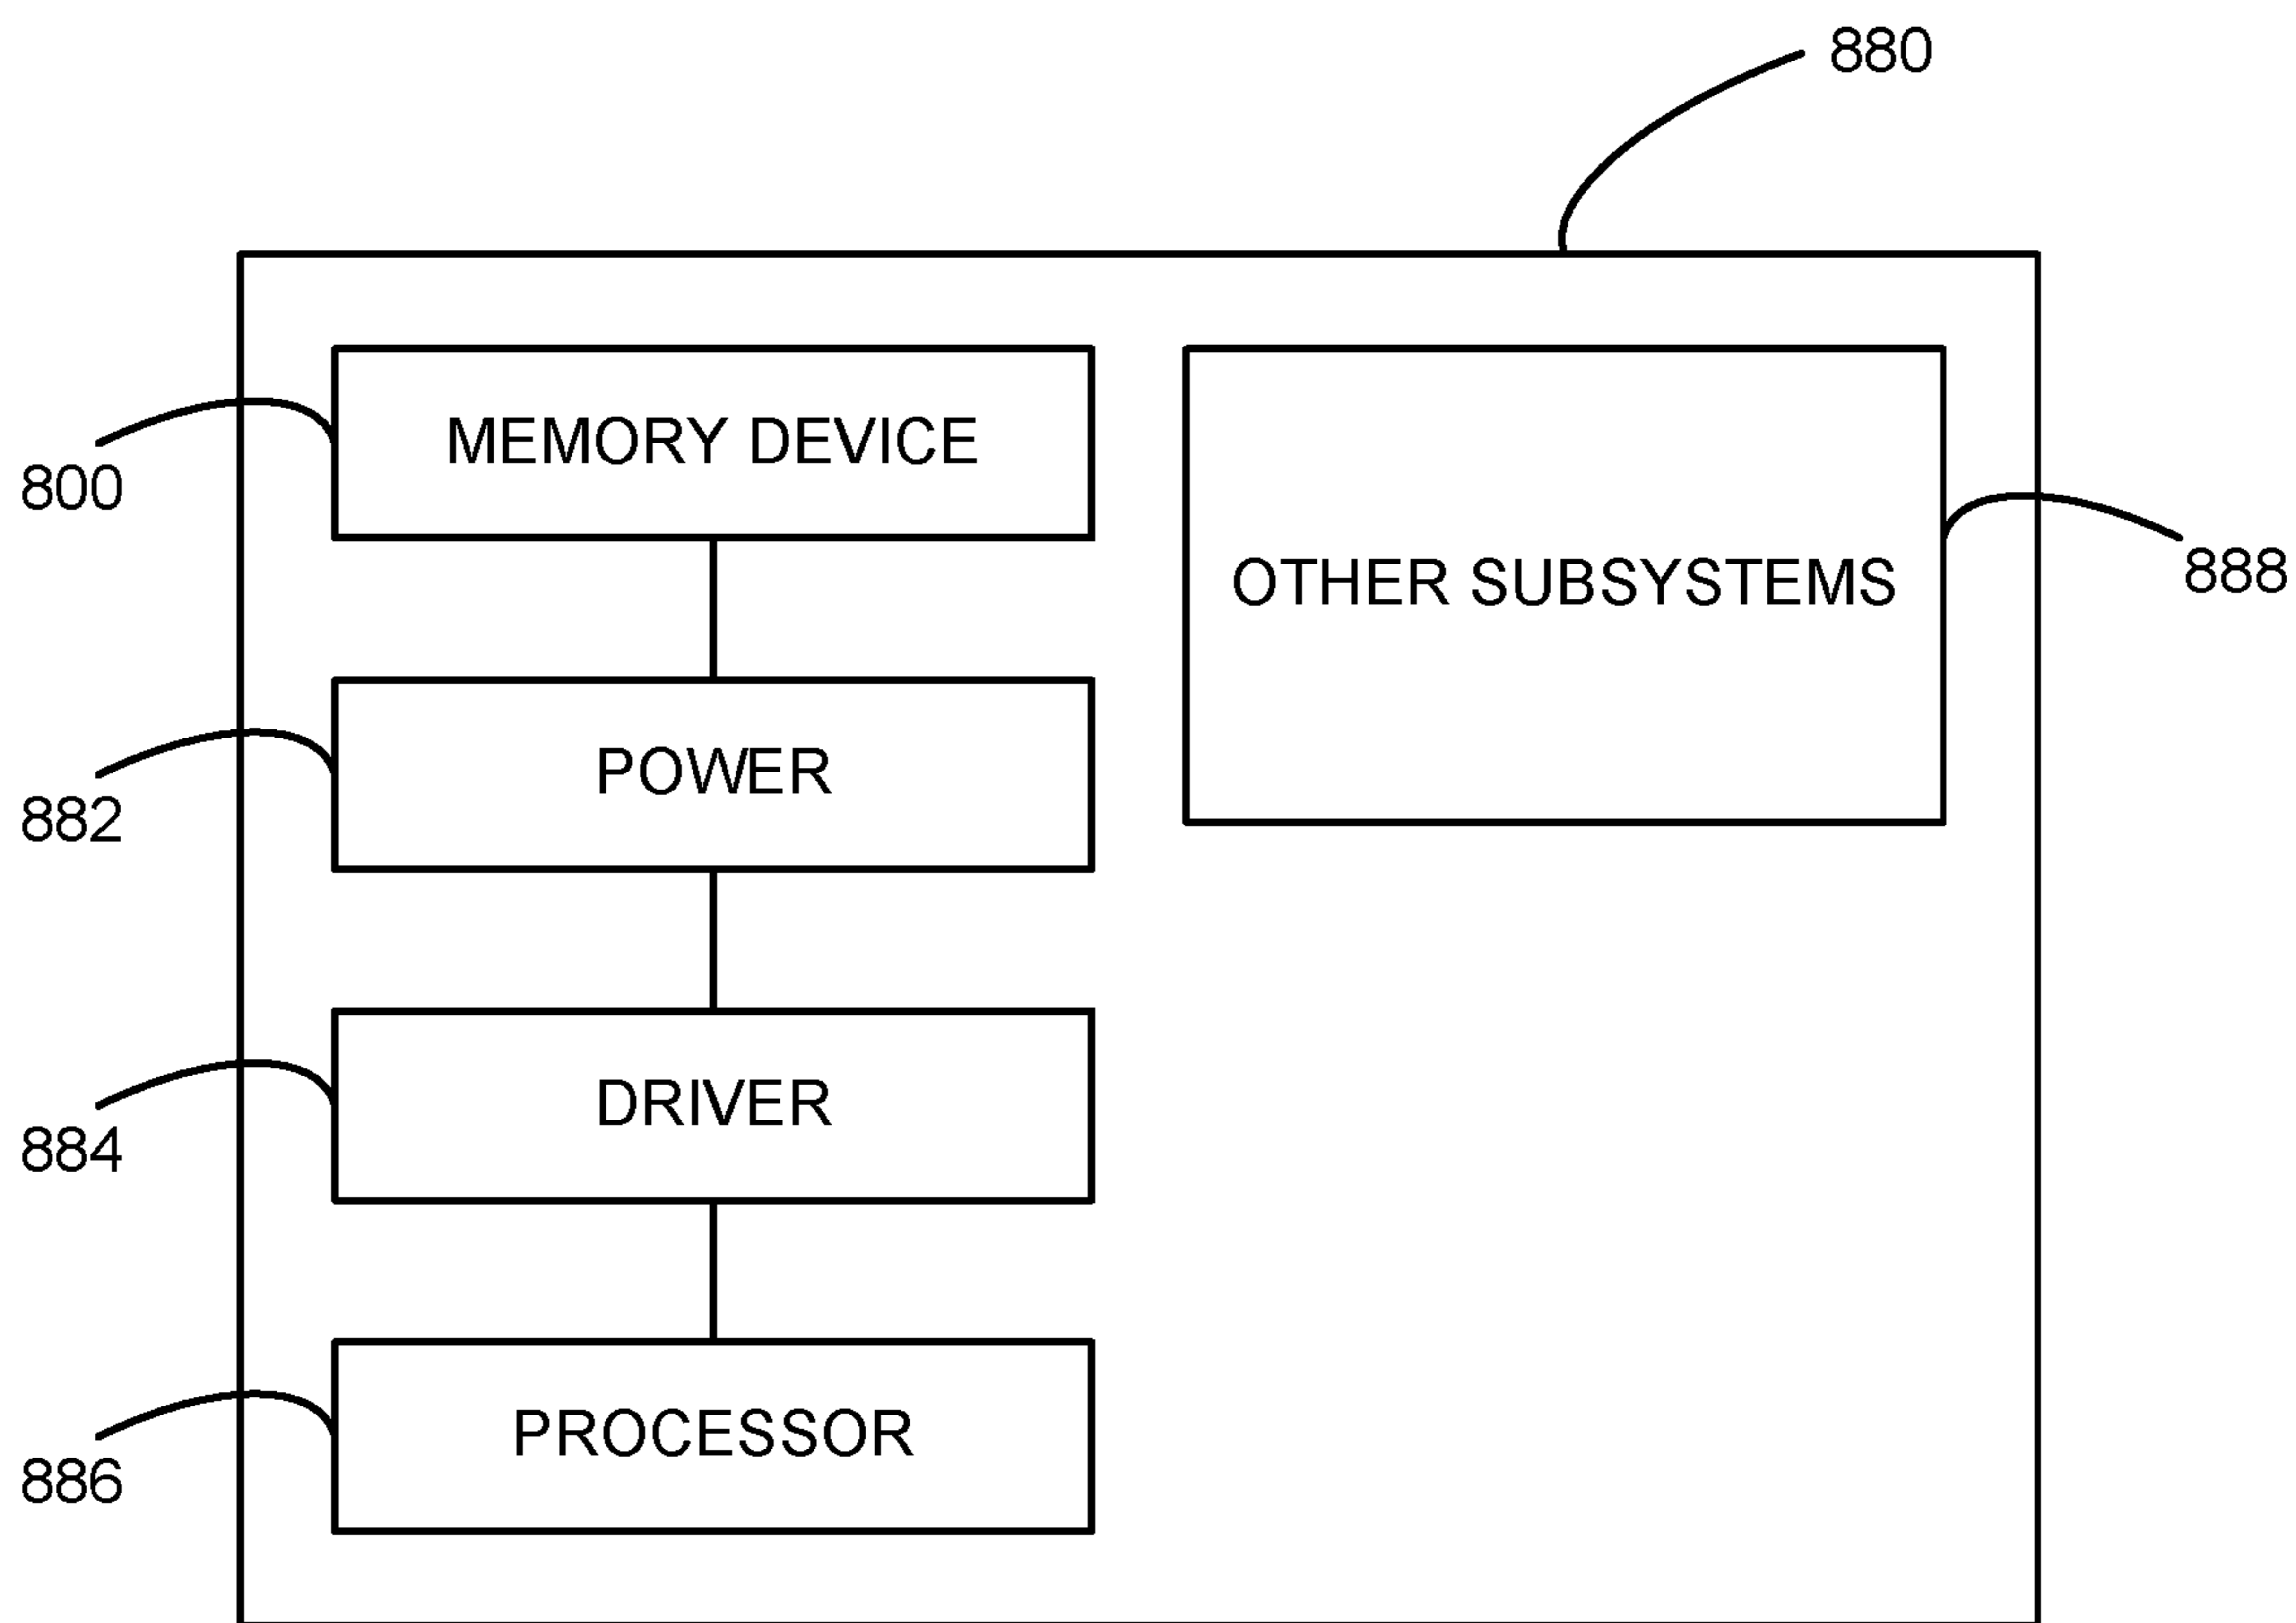 880
MEMORY DEVICE
800
OTHER SUBSYSTEMS
888
POWER
882
DRIVER
884
PROCESSOR
886